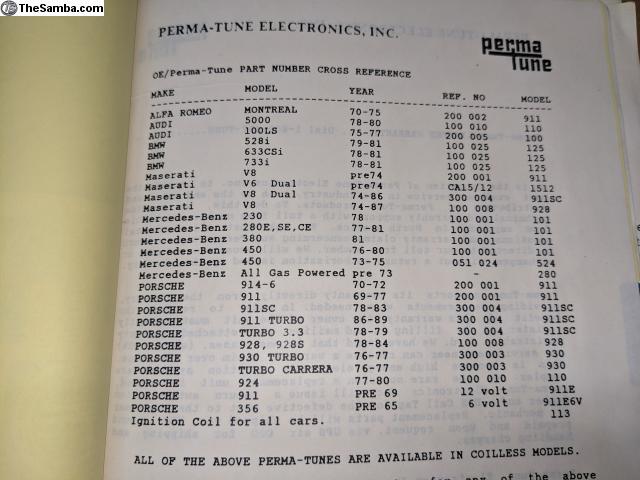 TheSamba.com
PERMA-TUNE ELECTRONICS, INC.
perma tune
OE/Perma-Tune PART NUMBER CROSS REFERENCE
MAKE MODEL YEAR REF. NO MODEL
ALFA ROMEO MONTREAL 70-75 200 002 911
AUDI 5000 78-80 100 010 110
AUDI 100LS 75-77 200 005 100
BMW 528i 79-81 100 025 125
BMW 633CSi 78-81 100 025 125
BMW 733i 78-81 100 025 125
Maserati V8 pre74 200 001 911
Maserati V6 Dual pre74 CA15/12 1512
Maserati V8 74-86 300 004 911SC
Maserati V8 74-87 100 008 928
Mercedes-Benz 230 78 100 001 101
Mercedes-Benz 280E,SE,CE 77-81 100 001 101
Mercedes-Benz 380 81 100 001 101
Mercedes-Benz 450 76-80 100 001 101
Mercedes-Benz 450 73-75 051 024 524
Mercedes-Benz All Gas Powered pre 73 - 280
PORSCHE 914-6 70-72 200 001 911
PORSCHE 911 69-77 200 001 911
PORSCHE 911SC 78-83 300 004 911SC
PORSCHE 911 TURBO 86-89 300 004 911SC
PORSCHE TURBO 3.3 78-79 300 004 911SC
PORSCHE 928, 928S 78-84 100 008 928
PORSCHE 930 TURBO 76-77 300 003 930
PORSCHE TURBO CARRERA 76-77 300 003 930
PORSCHE 924 77-80 100 010 110
PORSCHE 911 PRE 69 12 volt 911E
PORSCHE 356 PRE 65 6 volt 911E6V
Ignition Coil for all cars. 113
ALL OF THE ABOVE PERMA-TUNES ARE AVAILABLE IN COILLESS MODELS.
any of the above